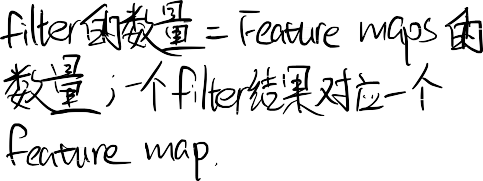 filter的数量=Feature maps的
数量;一个filter结果对应一个
feature map.